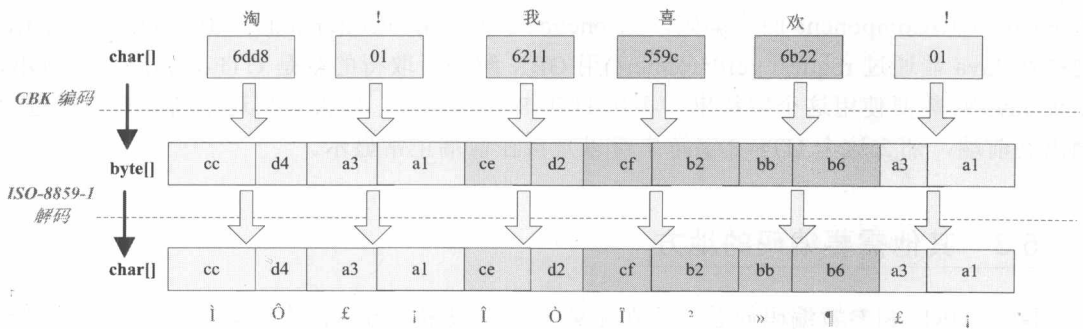 淘 ! 我 喜 欢 !
char[] 6dd8 01 6211 559c 6b22 01
GBK 编码
byte[] cc d4 a3 a1 ce d2 cf b2 bb b6 a3 a1
ISO-8859-1
解码
char[] cc d4 a3 a1 ce d2 cf b2 bb b6 a3 a1
Ì Ô £ ¡ Î Ò Ï ² » ¶ £ ¡